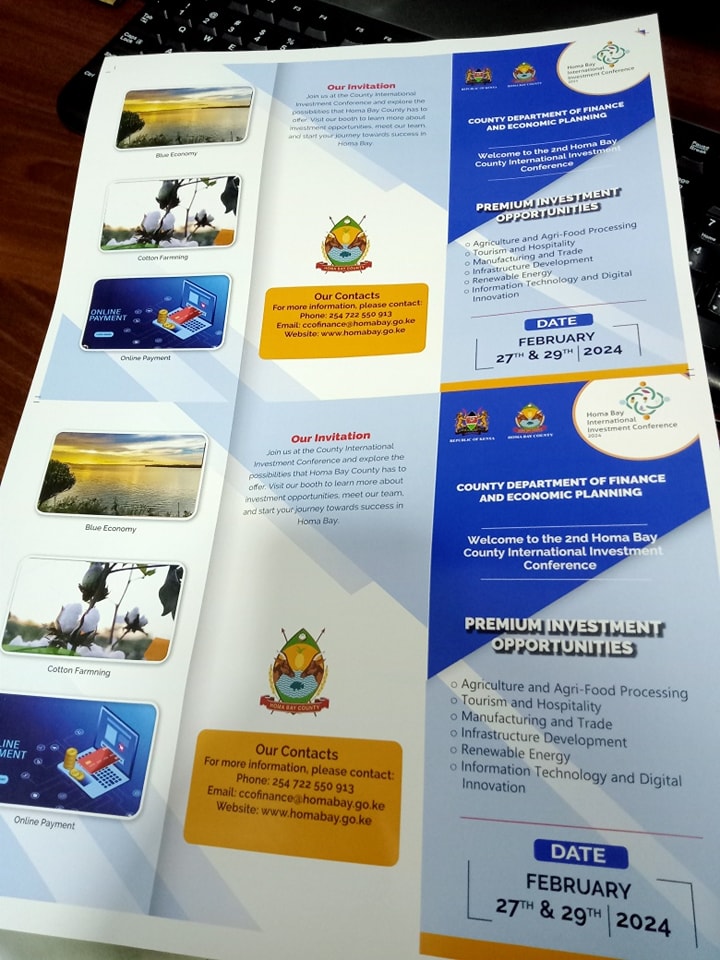 Blue Economy
Cotton Farmning
ONLINE
PAYMENT
Online Payment
Our Invitation
Join us at the County International
Investment Conference and explore the
possibilities that Homa Bay County has to
offer. Visit our booth to learn more about
investment opportunities, meet our team,
and start your journey towards success in
Homa Bay.
HOMA BAY COUNTY
Our Contacts
For more information, please contact:
Phone: 254 722 550 913
Email: ccofinance@homabay.go.ke
Website: www.homabay.go.ke
REPUBLIC OF KENYA
HOMA BAY COUNTY
Homa Bay
International
Investment Conference
2024
COUNTY DEPARTMENT OF FINANCE
AND ECONOMIC PLANNING
Welcome to the 2nd Homa Bay
County International Investment
Conference
PREMIUM INVESTMENT
OPPORTUNITIES
Agriculture and Agri-Food Processing
Tourism and Hospitality
Manufacturing and Trade
Infrastructure Development
Renewable Energy
Information Technology and Digital
Innovation
DATE
FEBRUARY
27TH & 29TH 2024
Blue Economy
Cotton Farmning
LINE
MENT
Online Payment
Our Invitation
Join us at the County International
Investment Conference and explore the
possibilities that Homa Bay County has to
offer. Visit our booth to learn more about
investment opportunities, meet our team,
and start your journey towards success in
Homa Bay.
HOMA BAY COUNTY
Our Contacts
For more information, please contact:
Phone: 254 722 550 913
Email: ccofinance@homabay.go.ke
Website: www.homabay.go.ke
REPUBLIC OF KENYA
HOMA BAY COUNTY
Homa Bay
International
Investment Conference
2024
COUNTY DEPARTMENT OF FINANCE
AND ECONOMIC PLANNING
Welcome to the 2nd Homa Bay
County International Investment
Conference
PREMIUM INVESTMENT
OPPORTUNITIES
Agriculture and Agri-Food Processing
Tourism and Hospitality
Manufacturing and Trade
Infrastructure Development
Renewable Energy
Information Technology and Digital
Innovation
DATE
FEBRUARY
27TH & 29TH 2024